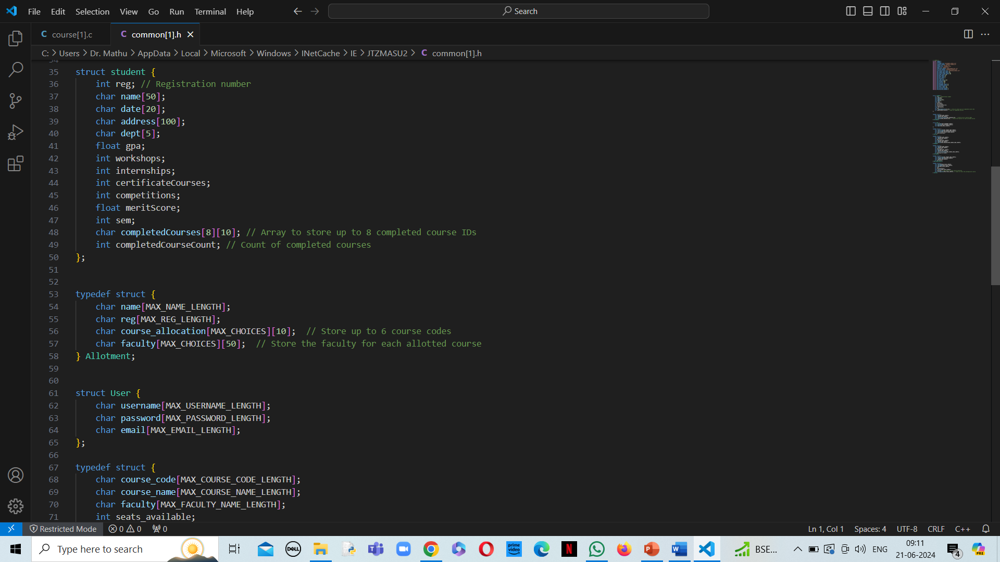 File Edit Selection View Go Run Terminal Help
Search
C course[1].c
C common[1].h
C: > Users > Dr. Mathu > AppData > Local > Microsoft > Windows > INetCache > IE > JTZMASU2 > C common[1].h
34
35 struct student {
36 int reg; // Registration number
37 char name[50];
38 char date[20];
39 char address[100];
40 char dept[5];
41 float gpa;
42 int workshops;
43 int internships;
44 int certificateCourses;
45 int competitions;
46 float meritScore;
47 int sem;
48 char completedCourses[8][10]; // Array to store up to 8 completed course IDs
49 int completedCourseCount; // Count of completed courses
50 };
51
52
53 typedef struct {
54 char name[MAX_NAME_LENGTH];
55 char reg[MAX_REG_LENGTH];
56 char course_allocation[MAX_CHOICES][10]; // Store up to 6 course codes
57 char faculty[MAX_CHOICES][50]; // Store the faculty for each allotted course
58 } Allotment;
59
60
61 struct User {
62 char username[MAX_USERNAME_LENGTH];
63 char password[MAX_PASSWORD_LENGTH];
64 char email[MAX_EMAIL_LENGTH];
65 };
66
67 typedef struct {
68 char course_code[MAX_COURSE_CODE_LENGTH];
69 char course_name[MAX_COURSE_NAME_LENGTH];
70 char faculty[MAX_FACULTY_NAME_LENGTH];
71 int seats_available;
Restricted Mode 0 0 0
Ln 1, Col 1 Spaces: 4 UTF-8 CRLF C++
Type here to search
DELL
prime video
N
P
W
BSE...
ENG
09:11
21-06-2024
4
PRE